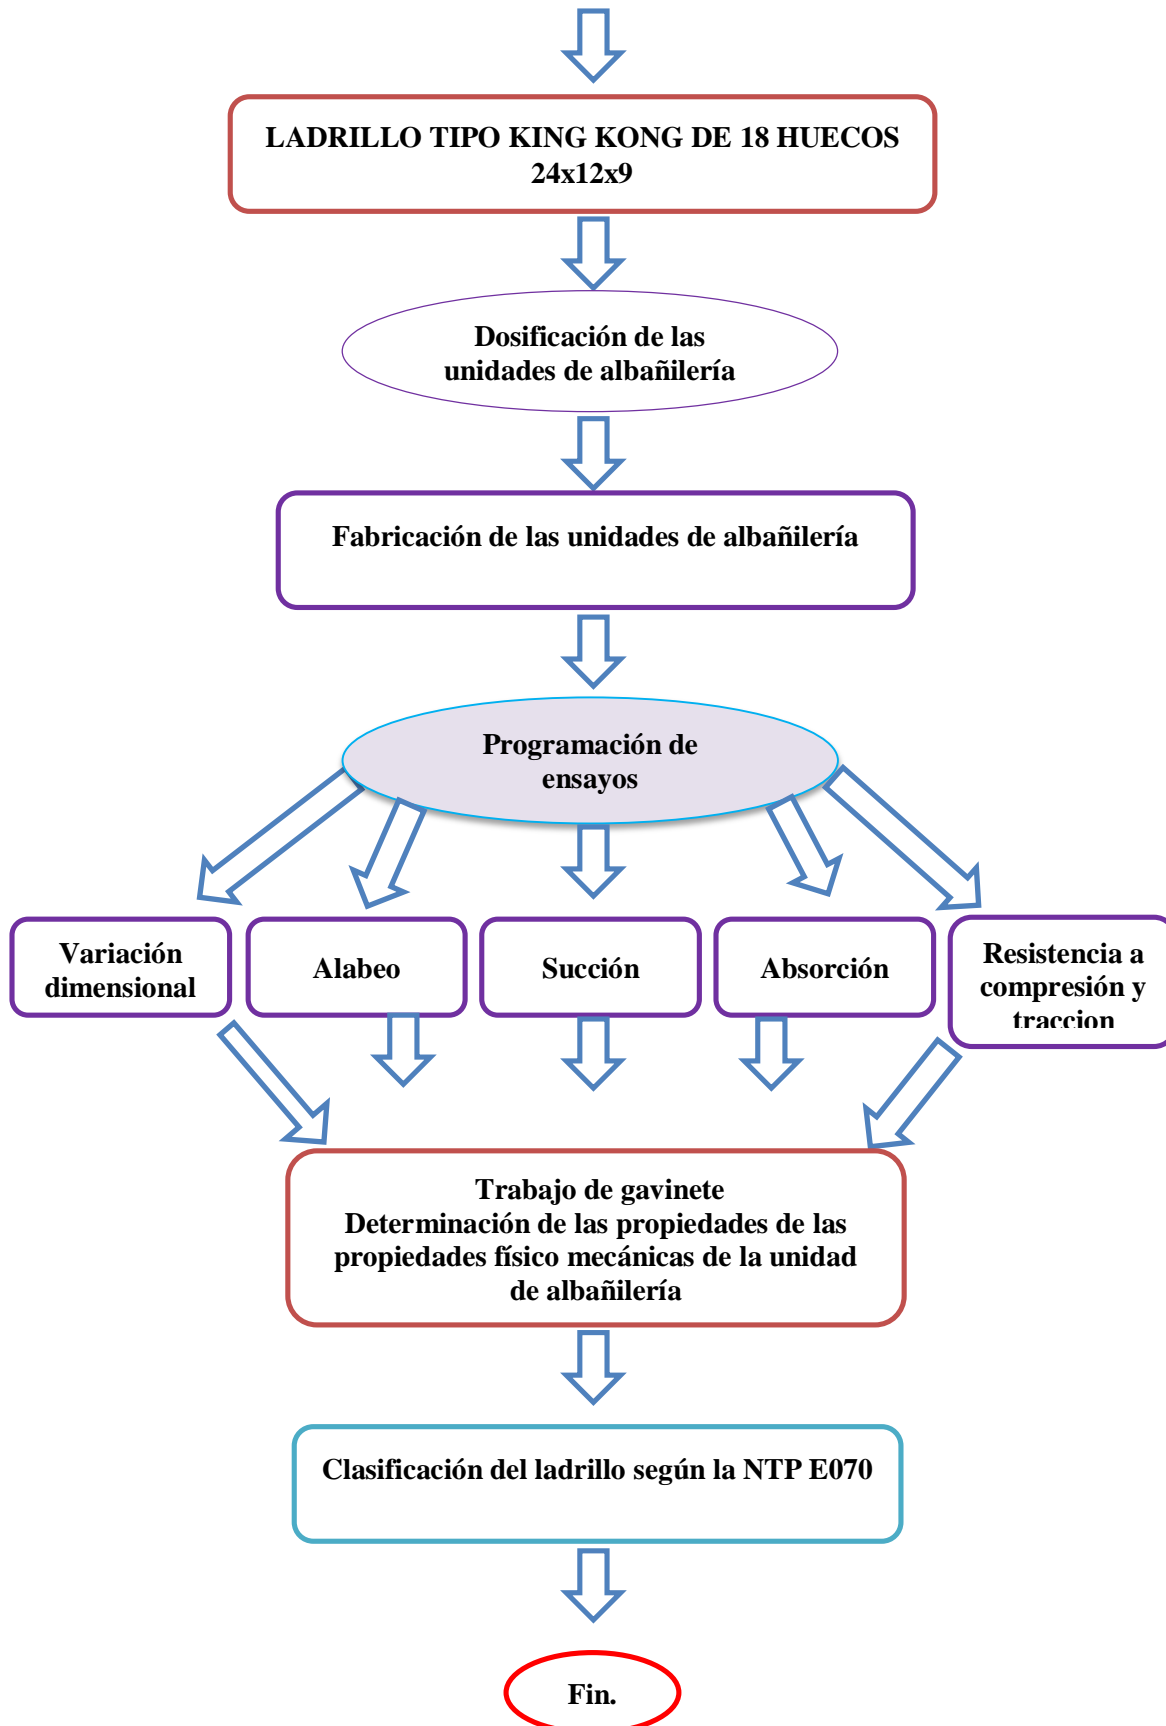 LADRILLO TIPO KING KONG DE 18 HUECOS
24x12x9
Dosificación de las
unidades de albañilería
Fabricación de las unidades de albañilería
Programación de
ensayos
Variación
dimensional
Alabeo
Succión
Absorción
Resistencia a
compresión y
traccion
Trabajo de gavinete
Determinación de las propiedades de las
propiedades físico mecánicas de la unidad
de albañilería
Clasificación del ladrillo según la NTP E070
Fin.